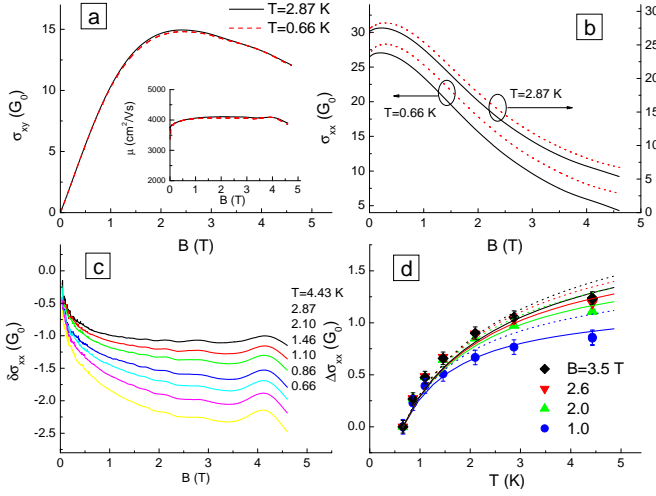 a
T=2.87 K
T=0.66 K
15
10
5
0
σxy (G0)
0 1 2 3 4 5
B (T)
5000
4000
3000
2000
μ (cm²/Vs)
0 1 2 3 4 5
B (T)
b
30
25
20
15
10
5
σxx (G0)
30
25
20
15
10
5
0
T=2.87 K
T=0.66 K
0 1 2 3 4 5
B (T)
c
0.0
-0.5
-1.0
-1.5
-2.0
-2.5
δσxx (G0)
T=4.43 K
2.87
2.10
1.46
1.10
0.86
0.66
0 1 2 3 4 5
B (T)
d
1.5
1.0
0.5
0.0
Δσxx (G0)
B=3.5 T
2.6
2.0
1.0
0 1 2 3 4 5
T (K)